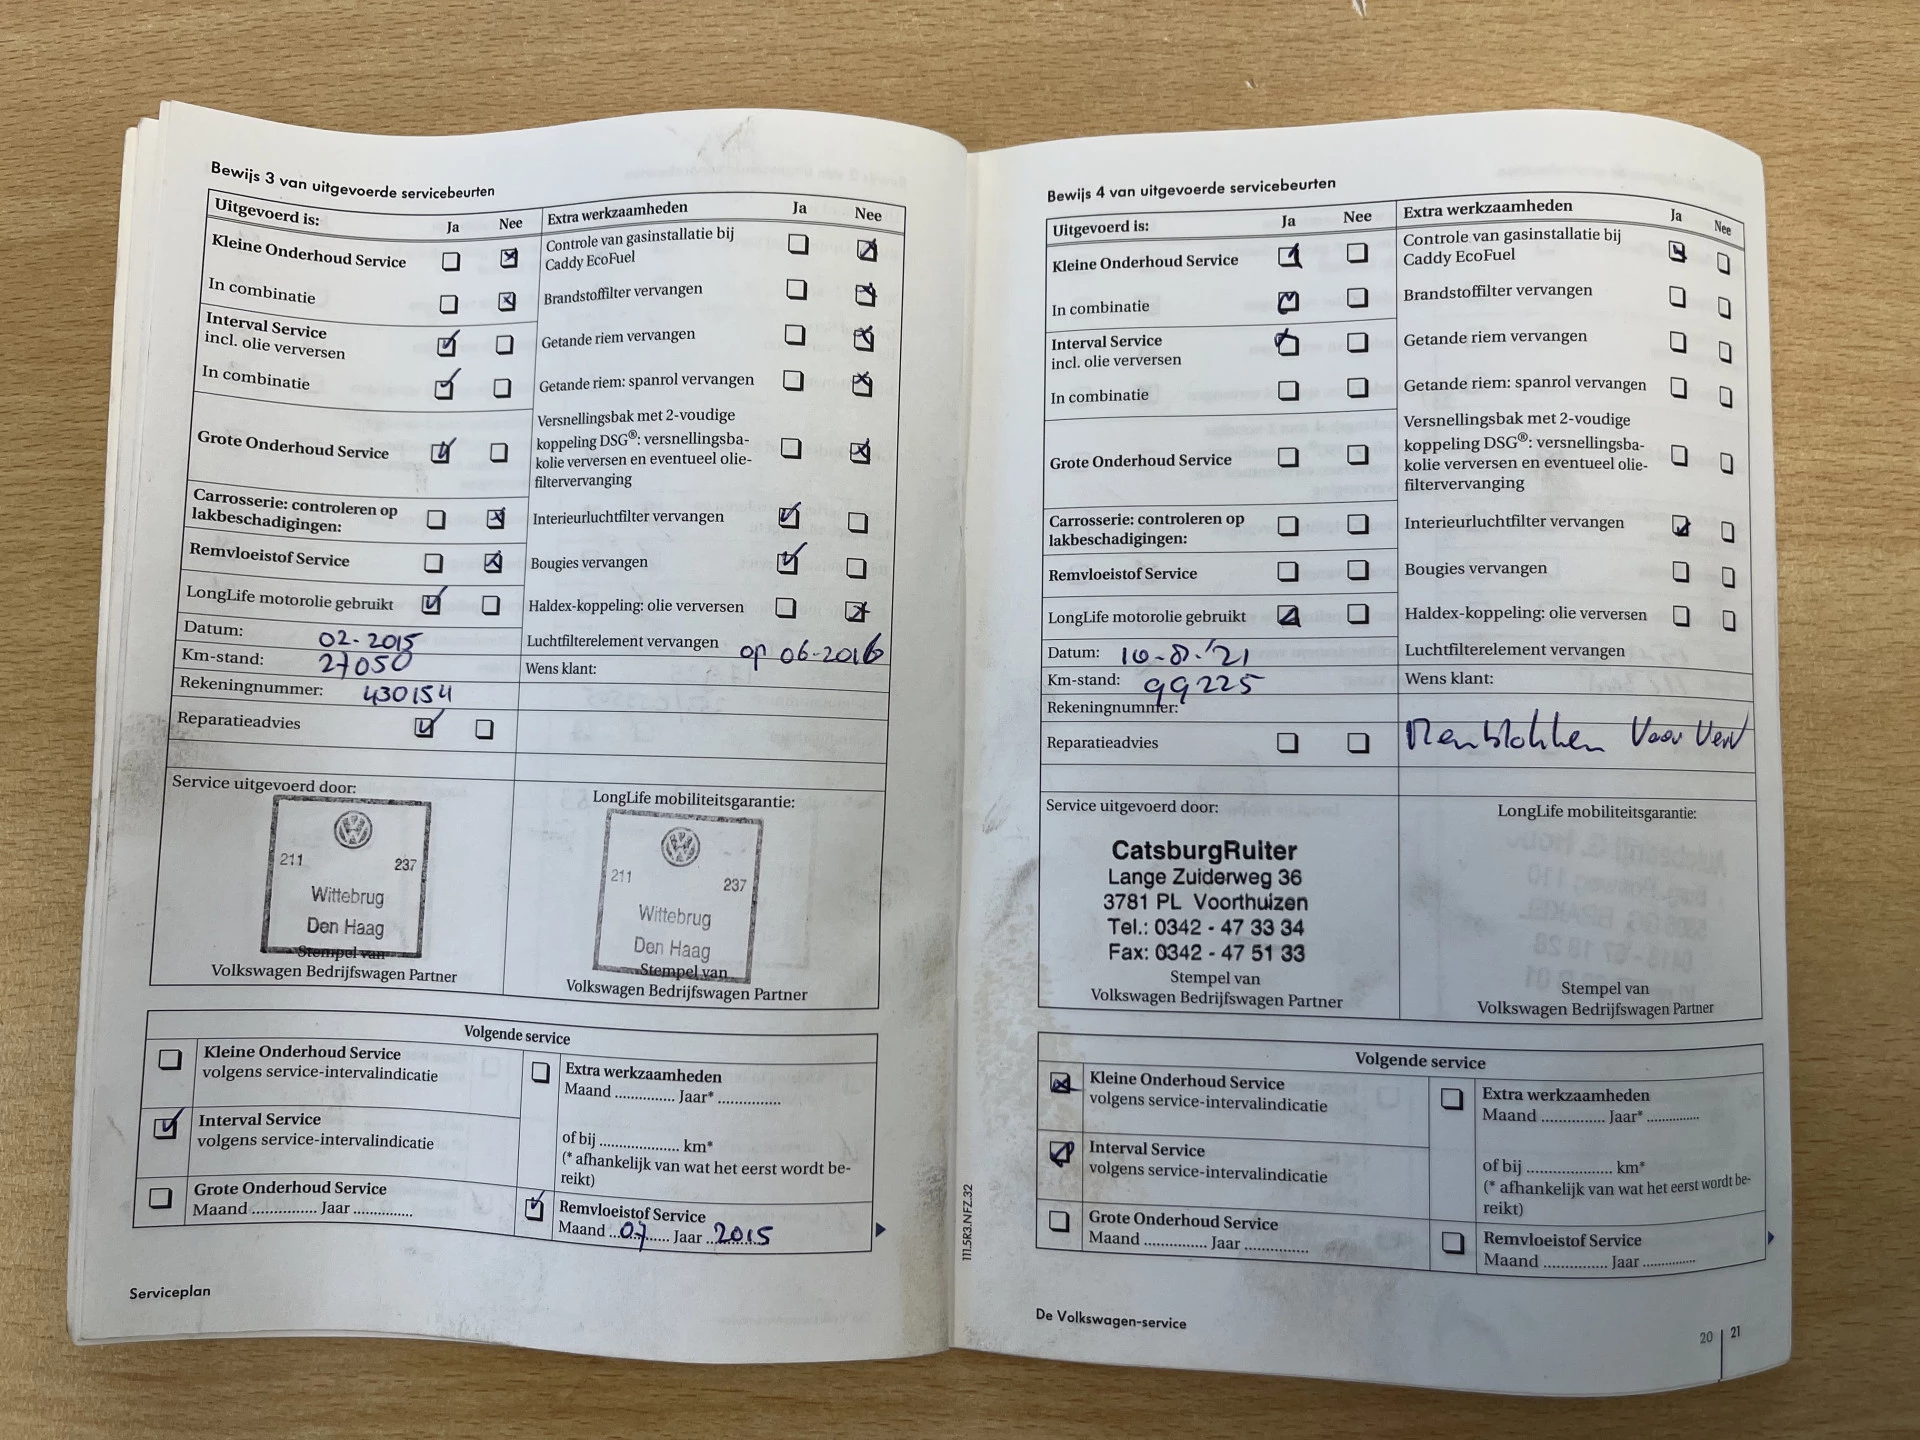 Bewijs 3 van uitgevoerde servicebeurten
Uitgevoerd is: Ja Nee
Kleine Onderhoud Service
In combinatie
Interval Service
incl. olie verversen
In combinatie
Grote Onderhoud Service
Carrosserie: controleren op
lakbeschadigingen:
Remvloeistof Service
LongLife motorolie gebruikt
Datum: 02-2015
Km-stand: 27050
Rekeningnummer: 430154
Reparatieadvies
Extra werkzaamheden Ja Nee
Controle van gasinstallatie bij
Caddy EcoFuel
Brandstoffilter vervangen
Getande riem vervangen
Getande riem: spanrol vervangen
Versnellingsbak met 2-voudige
koppeling DSG®: versnellingsba-
kolie verversen en eventueel olie-
filtervervanging
Interieurluchtfilter vervangen
Bougies vervangen
Haldex-koppeling: olie verversen
Luchtfilterelement vervangen op 06-2016
Wens klant:
Service uitgevoerd door:
211 237
Wittebrug
Den Haag
Stempel van
Volkswagen Bedrijfswagen Partner
LongLife mobiliteitsgarantie:
211 237
Wittebrug
Den Haag
Stempel van
Volkswagen Bedrijfswagen Partner
Volgende service
Kleine Onderhoud Service
volgens service-intervalindicatie
Interval Service
volgens service-intervalindicatie
Grote Onderhoud Service
Maand ............... Jaar ..............
Extra werkzaamheden
Maand .............. Jaar* ...............
of bij ................... km*
(* afhankelijk van wat het eerst wordt be-
reikt)
Remvloeistof Service
Maand 07 Jaar 2015
Serviceplan
Bewijs 4 van uitgevoerde servicebeurten
Uitgevoerd is: Ja Nee
Kleine Onderhoud Service
In combinatie
Interval Service
incl. olie verversen
In combinatie
Grote Onderhoud Service
Carrosserie: controleren op
lakbeschadigingen:
Remvloeistof Service
LongLife motorolie gebruikt
Datum: 10-8-'21
Km-stand: 99225
Rekeningnummer:
Reparatieadvies
Extra werkzaamheden Ja Nee
Controle van gasinstallatie bij
Caddy EcoFuel
Brandstoffilter vervangen
Getande riem vervangen
Getande riem: spanrol vervangen
Versnellingsbak met 2-voudige
koppeling DSG®: versnellingsba-
kolie verversen en eventueel olie-
filtervervanging
Interieurluchtfilter vervangen
Bougies vervangen
Haldex-koppeling: olie verversen
Luchtfilterelement vervangen
Wens klant:
Remblokken Voor Verv
Service uitgevoerd door:
CatsburgRuiter
Lange Zuiderweg 36
3781 PL Voorthuizen
Tel.: 0342 - 47 33 34
Fax: 0342 - 47 51 33
Stempel van
Volkswagen Bedrijfswagen Partner
LongLife mobiliteitsgarantie:
Stempel van
Volkswagen Bedrijfswagen Partner
Volgende service
Kleine Onderhoud Service
volgens service-intervalindicatie
Interval Service
volgens service-intervalindicatie
Grote Onderhoud Service
Maand ............... Jaar ...............
Extra werkzaamheden
Maand ............... Jaar* .............
of bij ..................... km*
(* afhankelijk van wat het eerst wordt be-
reikt)
Remvloeistof Service
Maand ............... Jaar .............
111.5R3.NFZ.32
De Volkswagen-service
20 | 21